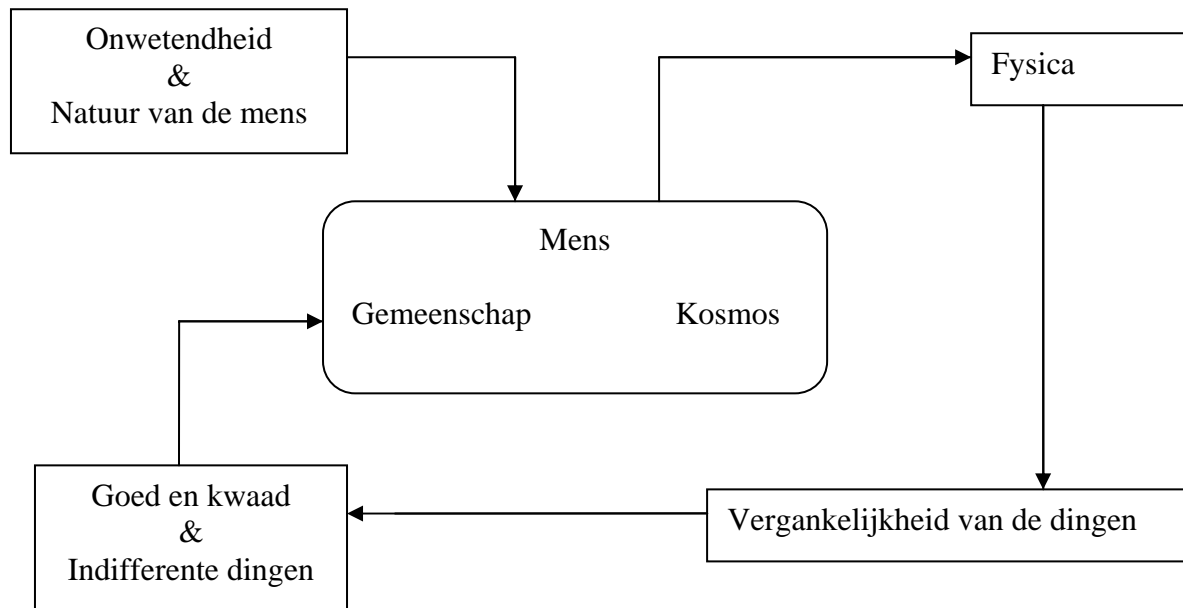 Onwetendheid
&
Natuur van de mens
Fysica
Mens
Gemeenschap Kosmos
Goed en kwaad
&
Indifferente dingen
Vergankelijkheid van de dingen